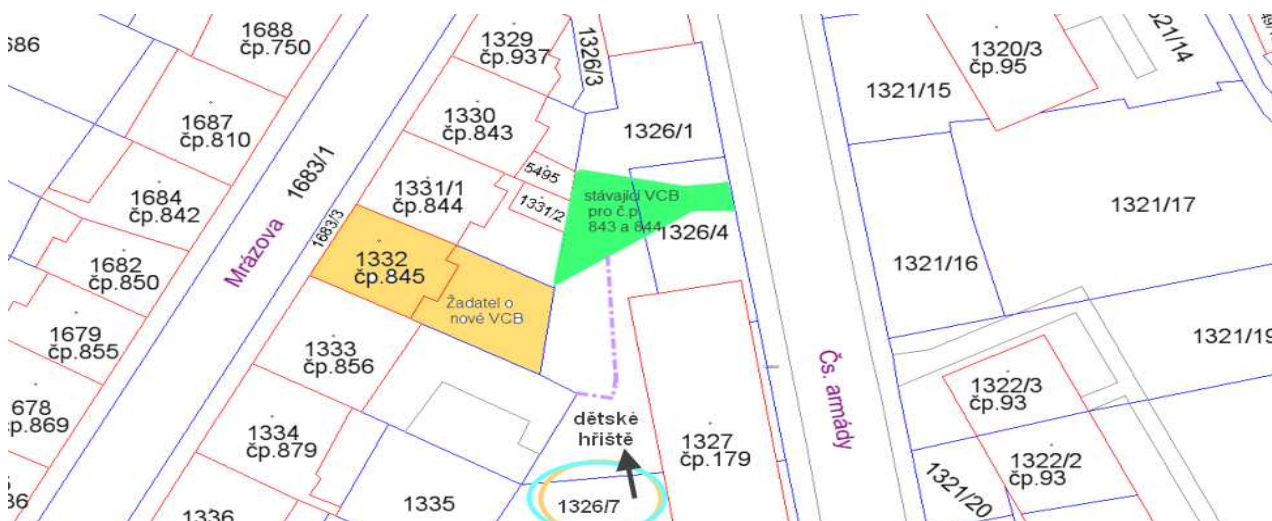 1688
čp.750
1329
čp.937
1326/3
1320/3
čp.95
1321/14
1321/15
1687
čp.810
1330
čp.843
1326/1
Mrázova
1683/1
1684
čp.842
1331/1
čp.844
5495
1331/2
stávající VCB
pro č.p.
843 a 844
1326/4
1321/17
1683/3
1332
čp.845
1321/16
1682
čp.850
Žadatel o
nové VCB
1679
čp.855
1333
čp.856
1321/19
Čs. armády
1322/3
čp.93
dětské
hřiště
1334
čp.879
1327
čp.179
1322/2
čp.93
1321/20
1335
1326/7
1336